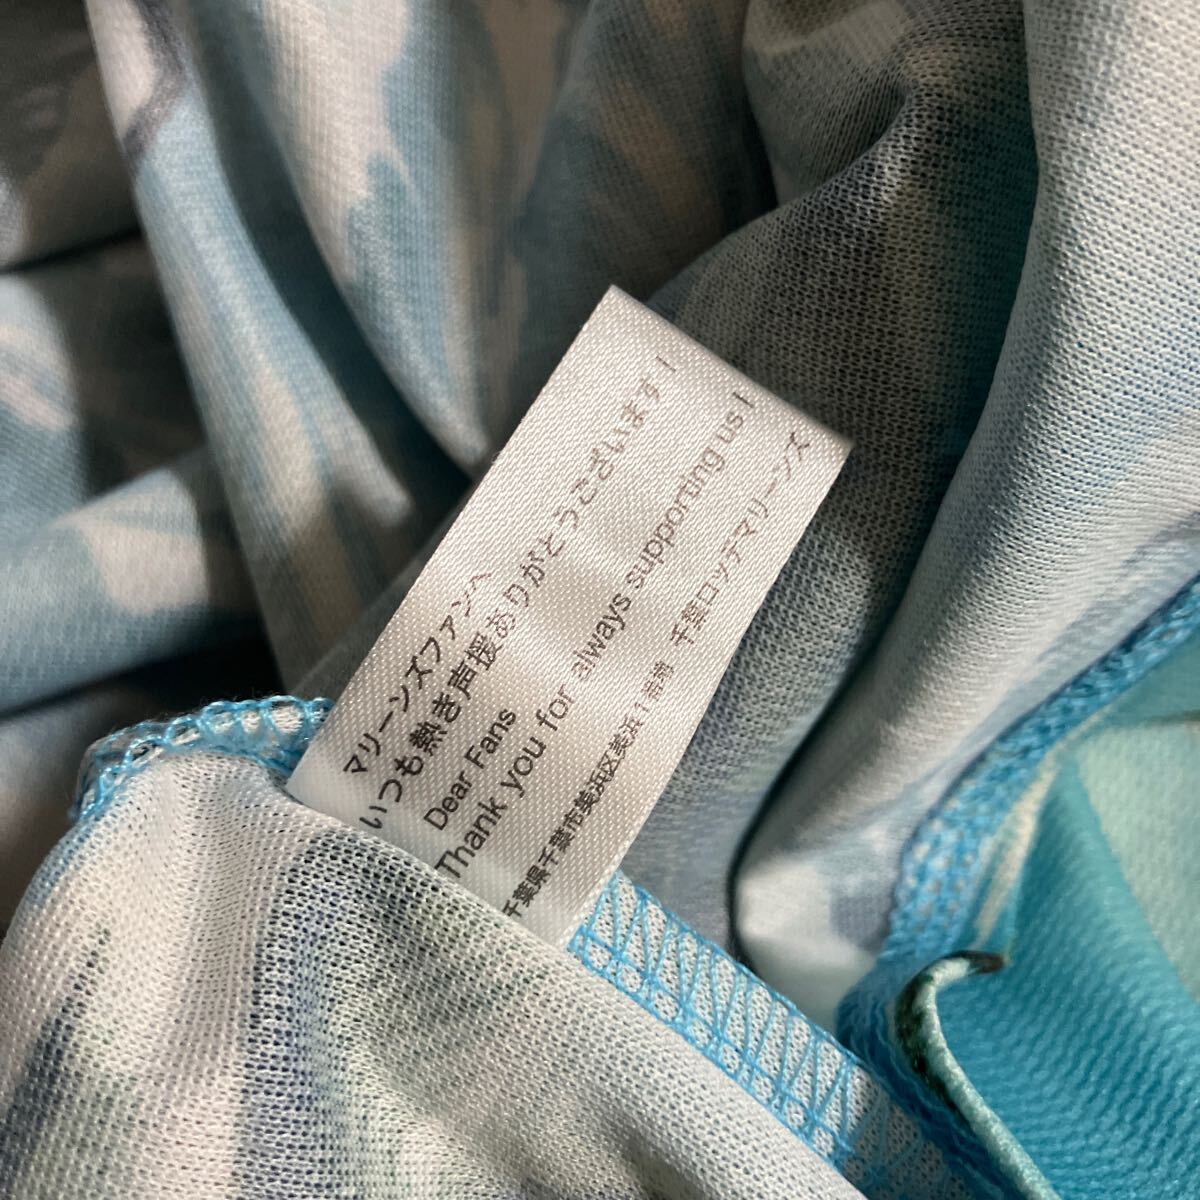 マリーンズファンへ
いつも熱き声援ありがとうございます！
Dear Fans
Thank you for always supporting us！
千葉県千葉市美浜区美浜1番地　千葉ロッテマリーンズ